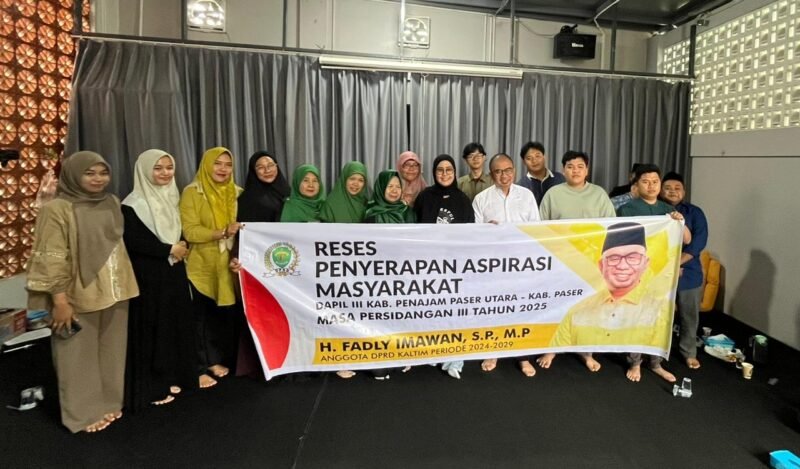 RESES
PENYERAPAN ASPIRASI
MASYARAKAT
DAPIL III KAB. PENAJAM PASER UTARA - KAB. PASER
MASA PERSIDANGAN III TAHUN 2025
H. FADLY IMAWAN, S.P., M.P
ANGGOTA DPRD KALTIM PERIODE 2024-2029